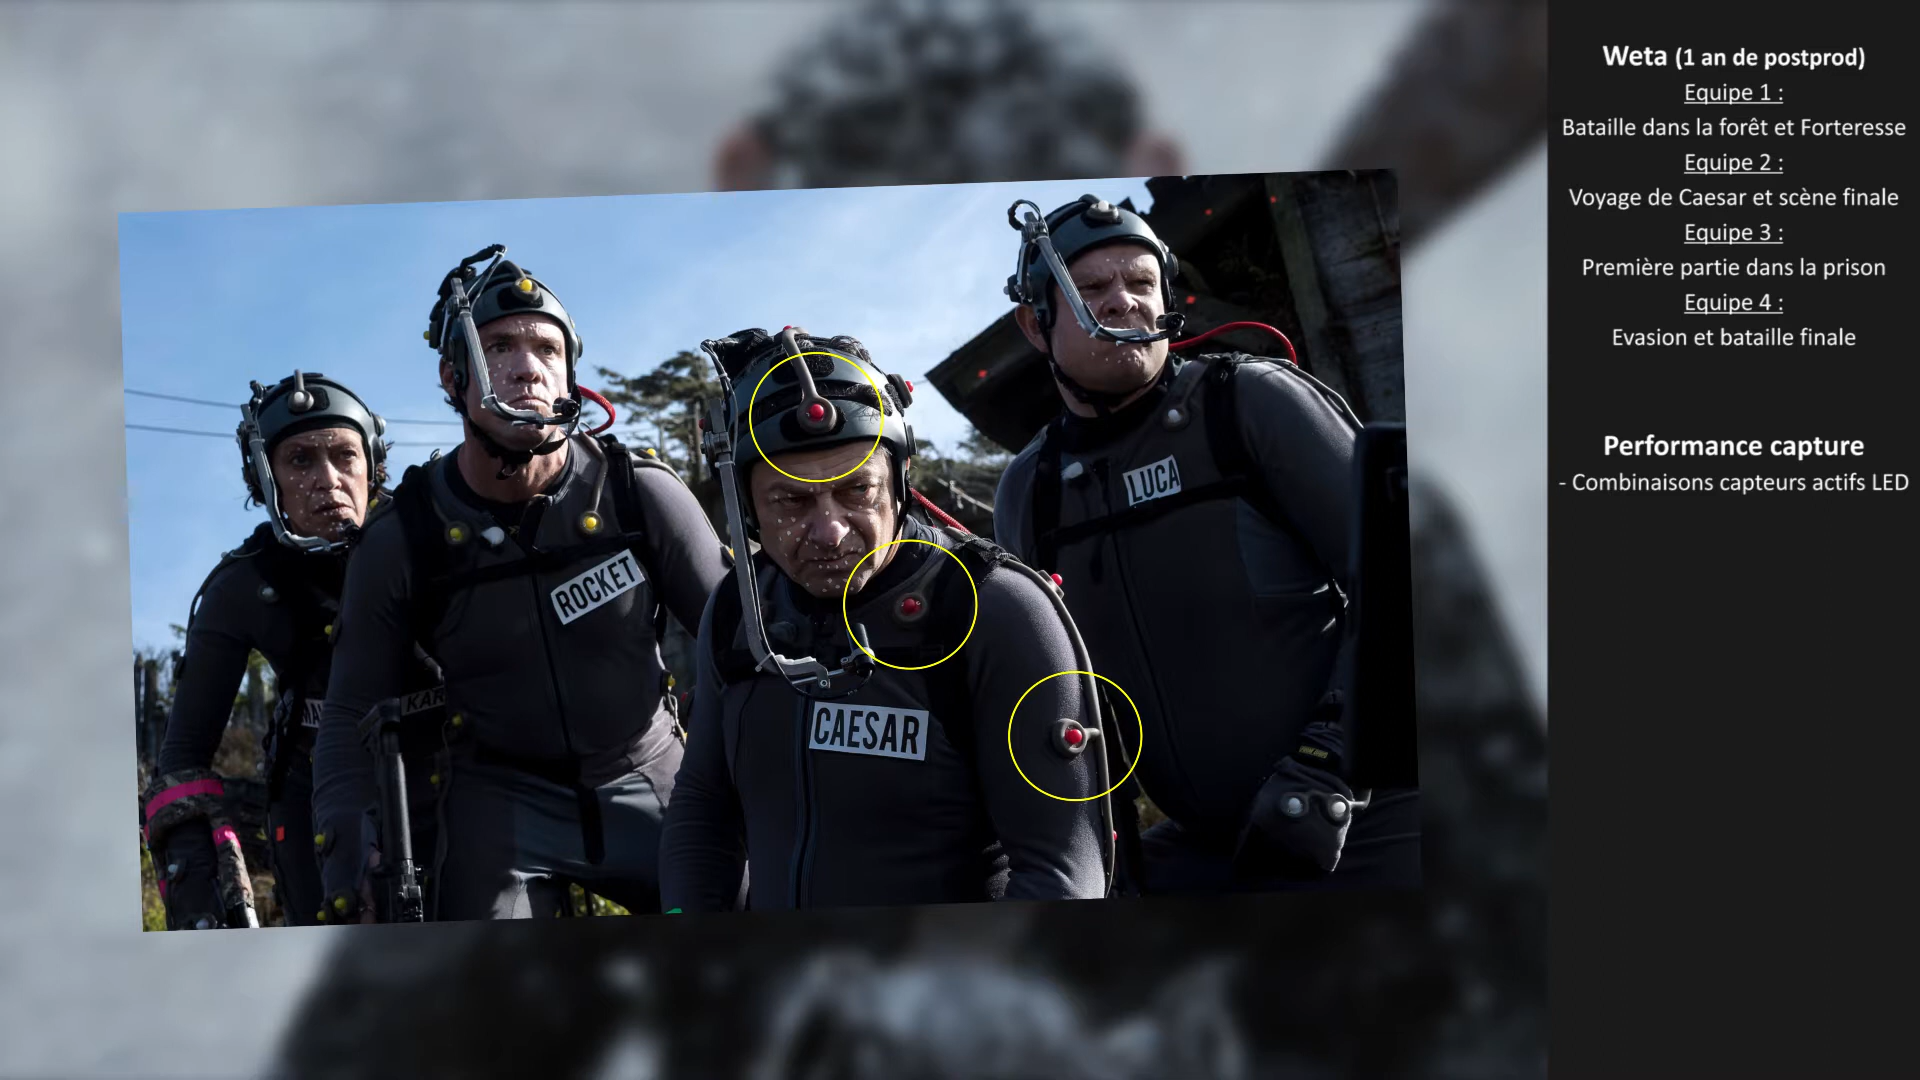 Weta (1 an de postprod)
Equipe 1 :
Bataille dans la forêt et Forteresse
Equipe 2 :
Voyage de Caesar et scène finale
Equipe 3 :
Première partie dans la prison
Equipe 4 :
Evasion et bataille finale
Performance capture
- Combinaisons capteurs actifs LED
LUCA
ROCKET
CAESAR